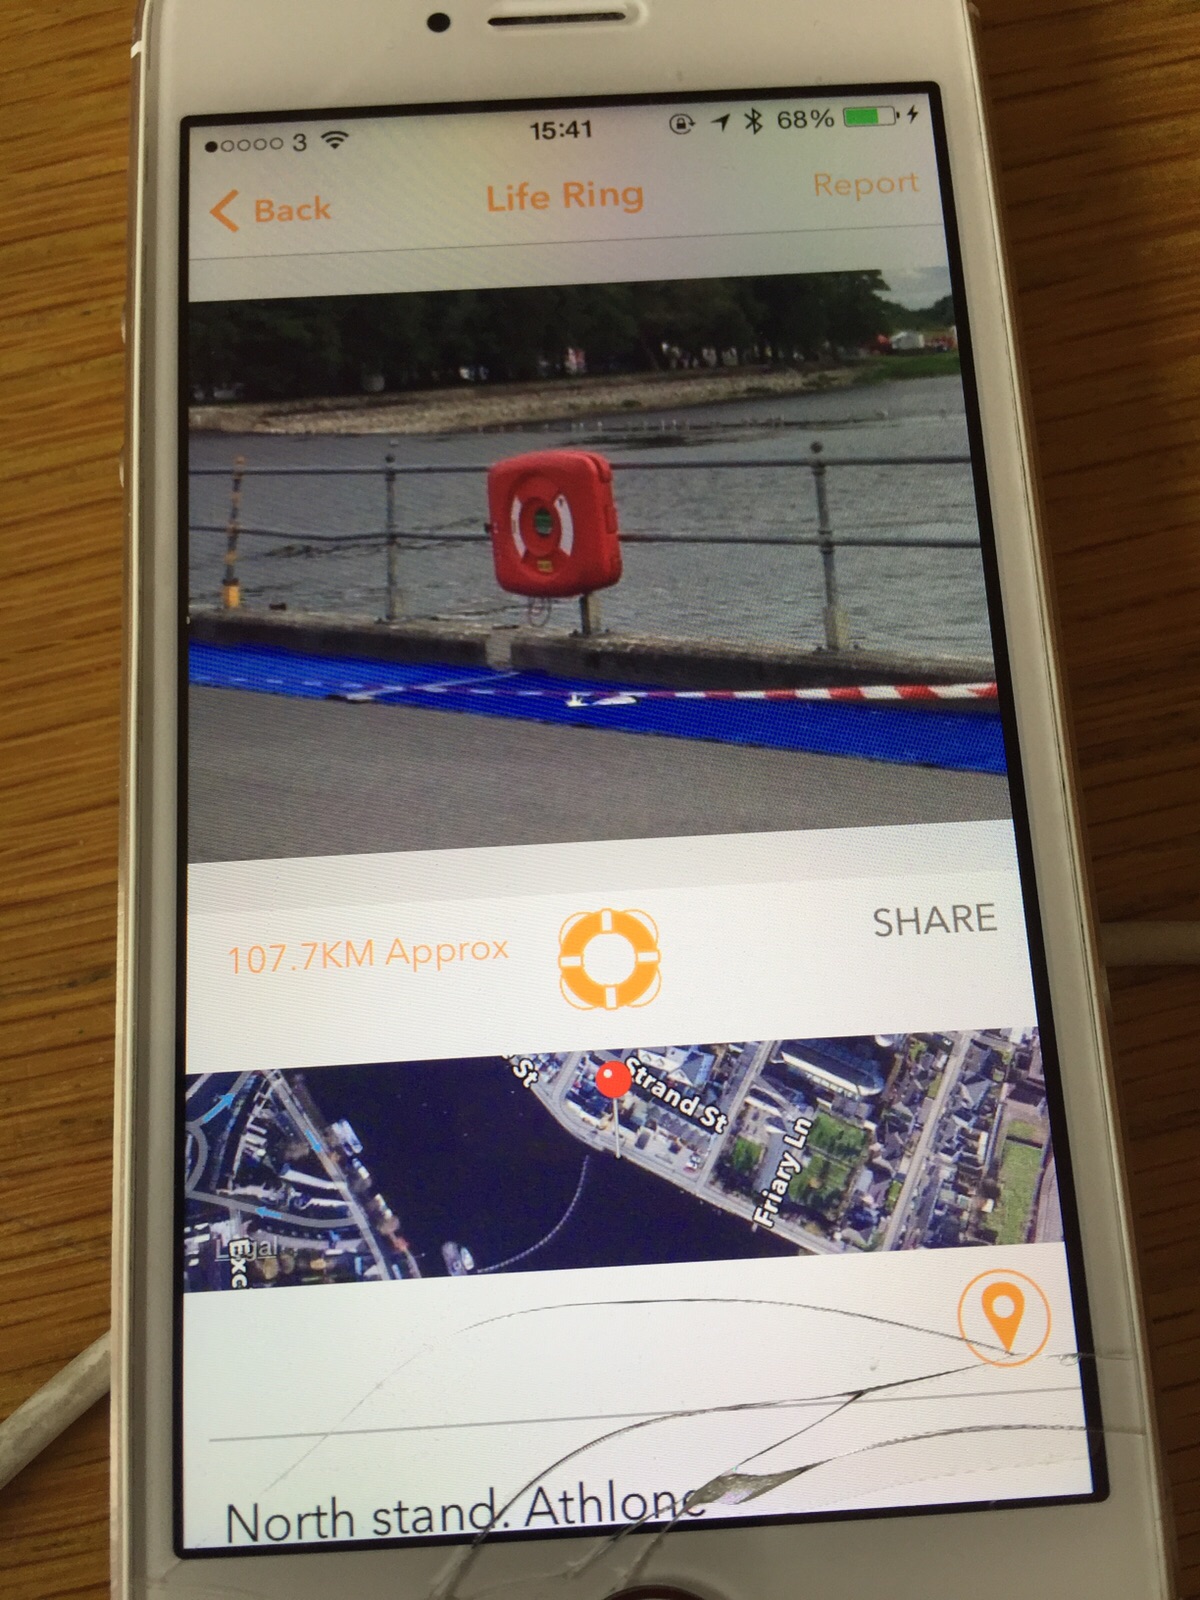 3 15:41 68%
Back Life Ring Report
107.7KM Approx SHARE
St
Strand St
Friary Ln
Legal
Exc
North stand. Athlone